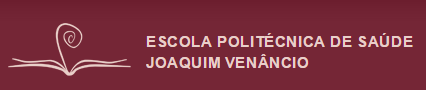 ESCOLA POLITÉCNICA DE SAÚDE
JOAQUIM VENÂNCIO